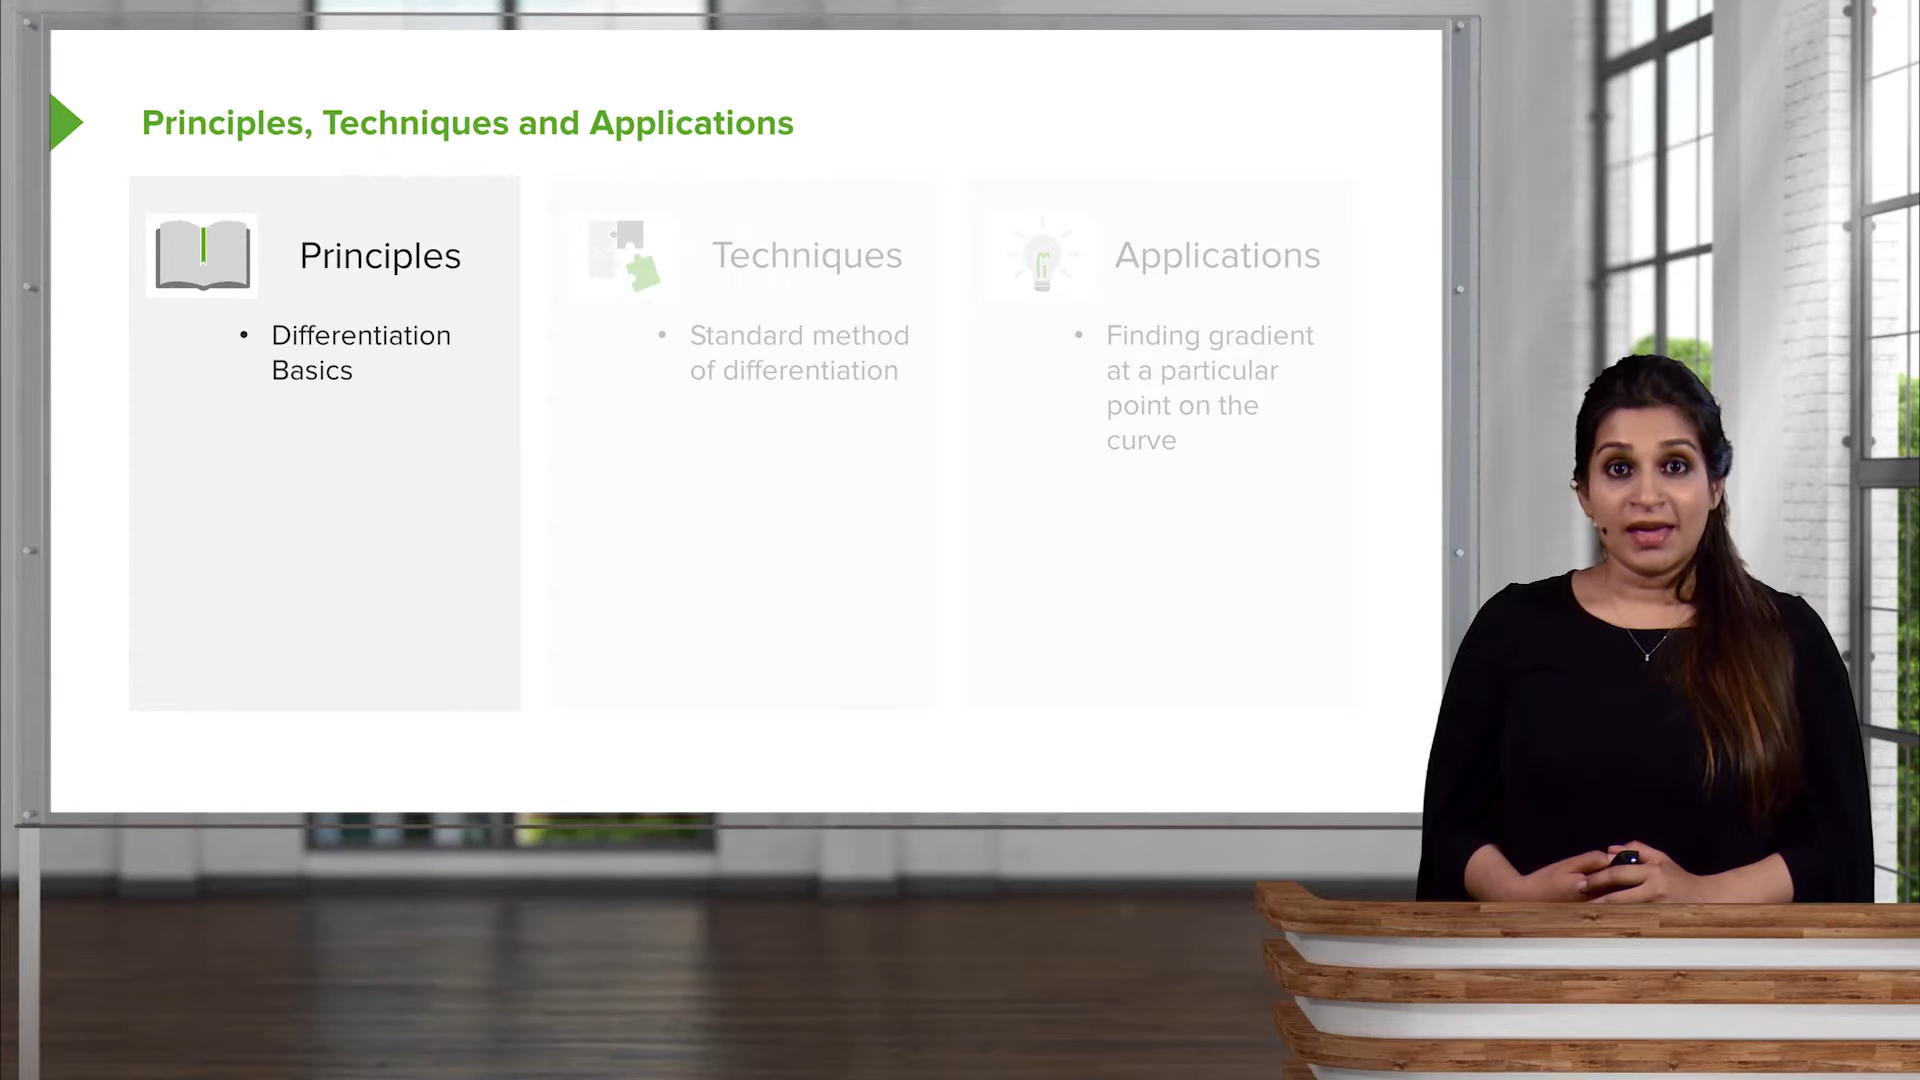 Principles, Techniques and Applications
Principles
• Differentiation
Basics
Techniques
• Standard method
of differentiation
Applications
• Finding gradient
at a particular
point on the
curve